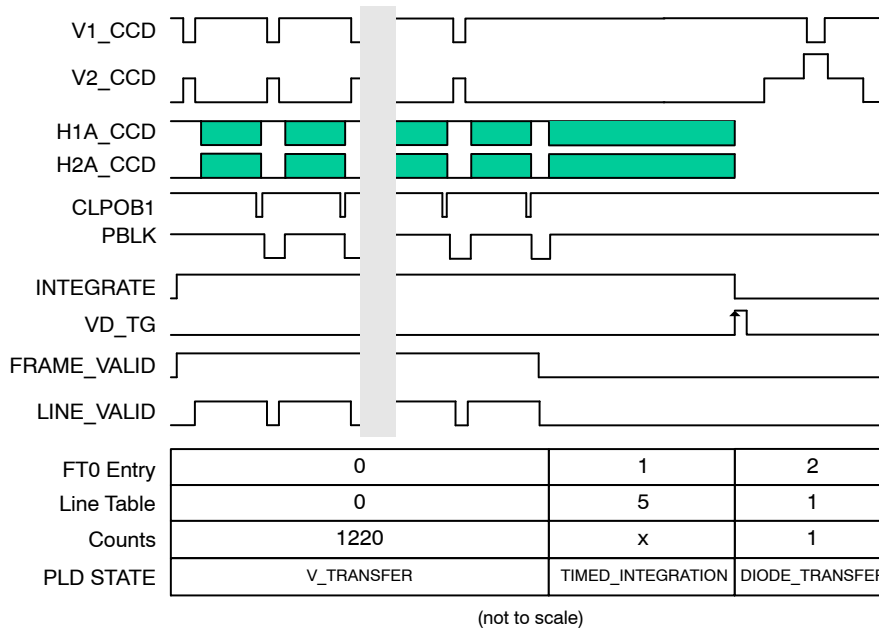 V1_CCD
V2_CCD
H1A_CCD
H2A_CCD
CLPOB1
PBLK
INTEGRATE
VD_TG
FRAME_VALID
LINE_VALID
FT0 Entry 0 1 2
Line Table 0 5 1
Counts 1220 x 1
PLD STATE V_TRANSFER TIMED_INTEGRATION DIODE_TRANSFER
(not to scale)